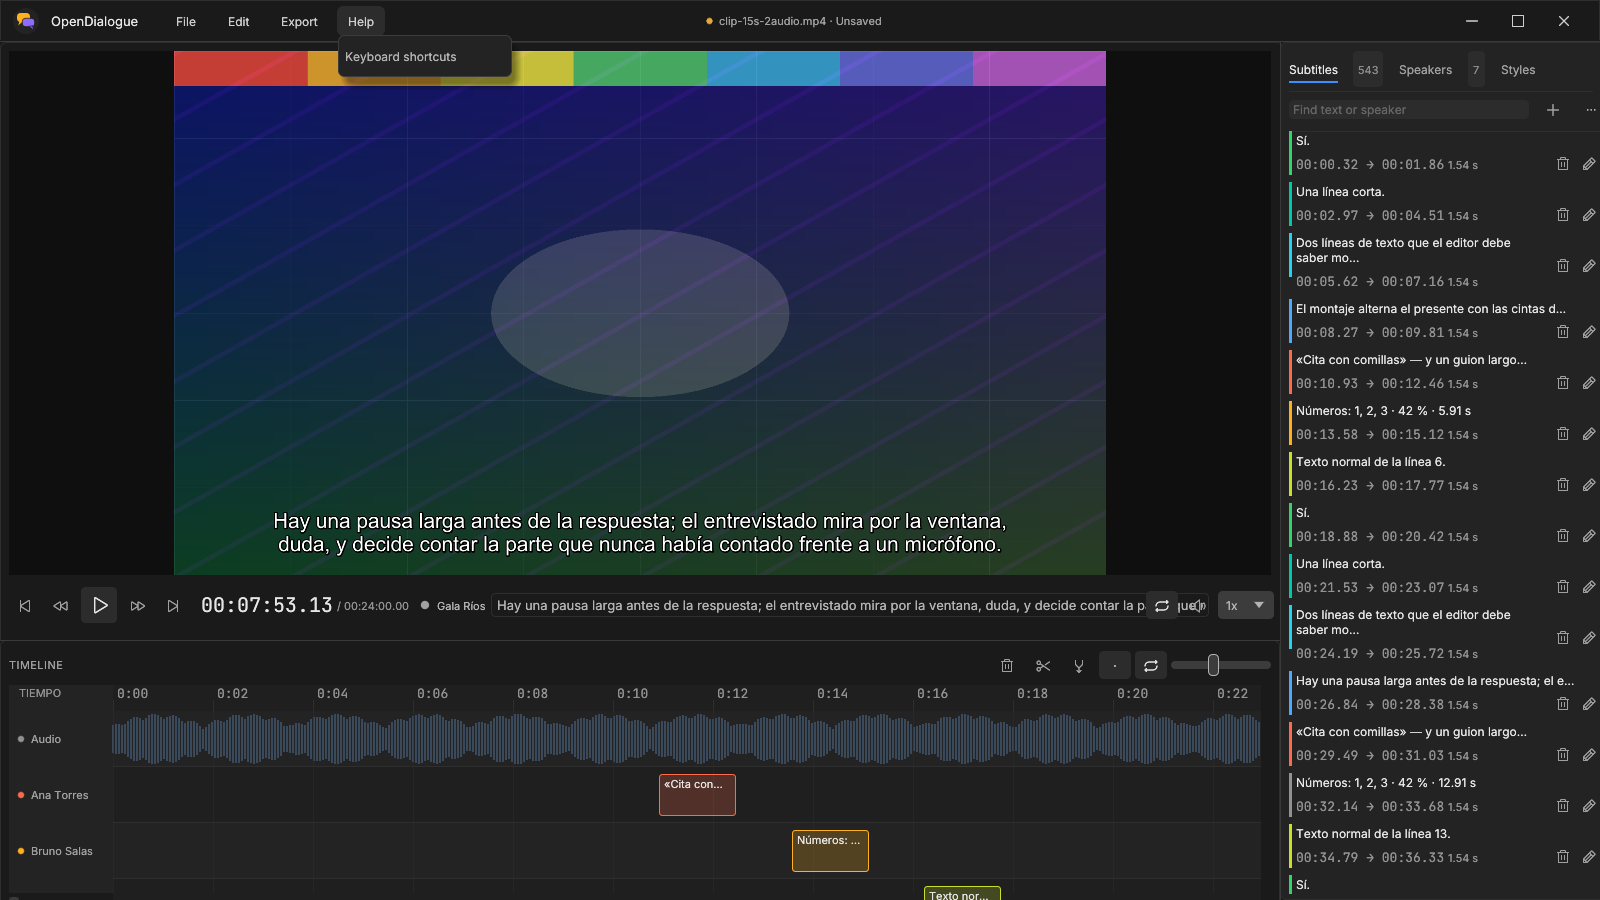 OpenDialogue File Edit Export Help clip-15s-2audio.mp4 · Unsaved
Keyboard shortcuts
Hay una pausa larga antes de la respuesta; el entrevistado mira por la ventana,
duda, y decide contar la parte que nunca había contado frente a un micrófono.
00:07:53.13 / 00:24:00.00 Gala Ríos Hay una pausa larga antes de la respuesta; el entrevistado mira por la ventana, duda, y decide contar la 1x
TIMELINE
TIEMPO 0:00 0:02 0:04 0:06 0:08 0:10 0:12 0:14 0:16 0:18 0:20 0:22
Audio
Ana Torres
«Cita con...
Bruno Salas
Números: ...
Texto nor...
Subtitles 543 Speakers 7 Styles
Find text or speaker
Sí.
00:00.32 → 00:01.86 1.54 s
Una línea corta.
00:02.97 → 00:04.51 1.54 s
Dos líneas de texto que el editor debe
saber mo...
00:05.62 → 00:07.16 1.54 s
El montaje alterna el presente con las cintas d...
00:08.27 → 00:09.81 1.54 s
«Cita con comillas» — y un guion largo...
00:10.93 → 00:12.46 1.54 s
Números: 1, 2, 3 · 42 % · 5.91 s
00:13.58 → 00:15.12 1.54 s
Texto normal de la línea 6.
00:16.23 → 00:17.77 1.54 s
Sí.
00:18.88 → 00:20.42 1.54 s
Una línea corta.
00:21.53 → 00:23.07 1.54 s
Dos líneas de texto que el editor debe
saber mo...
00:24.19 → 00:25.72 1.54 s
Hay una pausa larga antes de la respuesta; el e...
00:26.84 → 00:28.38 1.54 s
«Cita con comillas» — y un guion largo...
00:29.49 → 00:31.03 1.54 s
Números: 1, 2, 3 · 42 % · 12.91 s
00:32.14 → 00:33.68 1.54 s
Texto normal de la línea 13.
00:34.79 → 00:36.33 1.54 s
Sí.